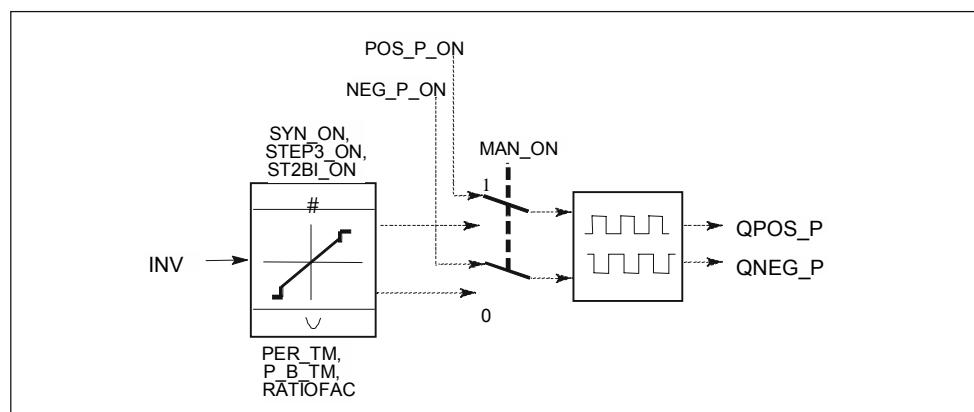 POS_P_ON
NEG_P_ON
SYN_ON,
STEP3_ON,
ST2BI_ON
MAN_ON
1
#
INV
QPOS_P
QNEG_P
0
PER_TM,
P_B_TM,
RATIOFAC